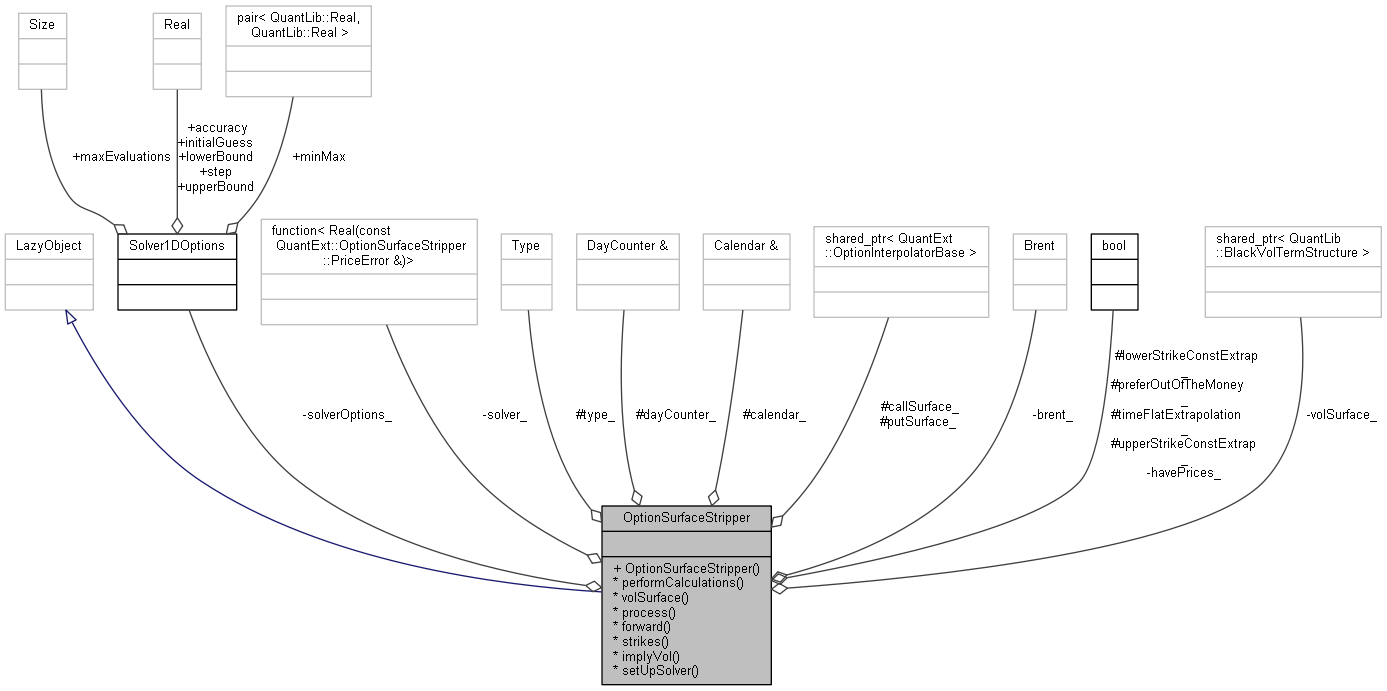 Size
Real
pair< QuantLib::Real,
QuantLib::Real >
+maxEvaluations
+accuracy
+initialGuess
+lowerBound
+step
+upperBound
+minMax
LazyObject
Solver1DOptions
function< Real(const
QuantExt::OptionSurfaceStripper
::PriceError &)>
Type
DayCounter &
Calendar &
shared_ptr< QuantExt
::OptionInterpolatorBase >
Brent
bool
shared_ptr< QuantLib
::BlackVolTermStructure >
-solverOptions_
-solver_
#type_
#dayCounter_
#calendar_
#callSurface_
#putSurface_
-brent_
#lowerStrikeConstExtrap
_
#preferOutOfTheMoney
_
#timeFlatExtrapolation
_
#upperStrikeConstExtrap
_
-havePrices_
-volSurface_
OptionSurfaceStripper
+ OptionSurfaceStripper()
* performCalculations()
* volSurface()
* process()
* forward()
* strikes()
* implyVol()
* setUpSolver()